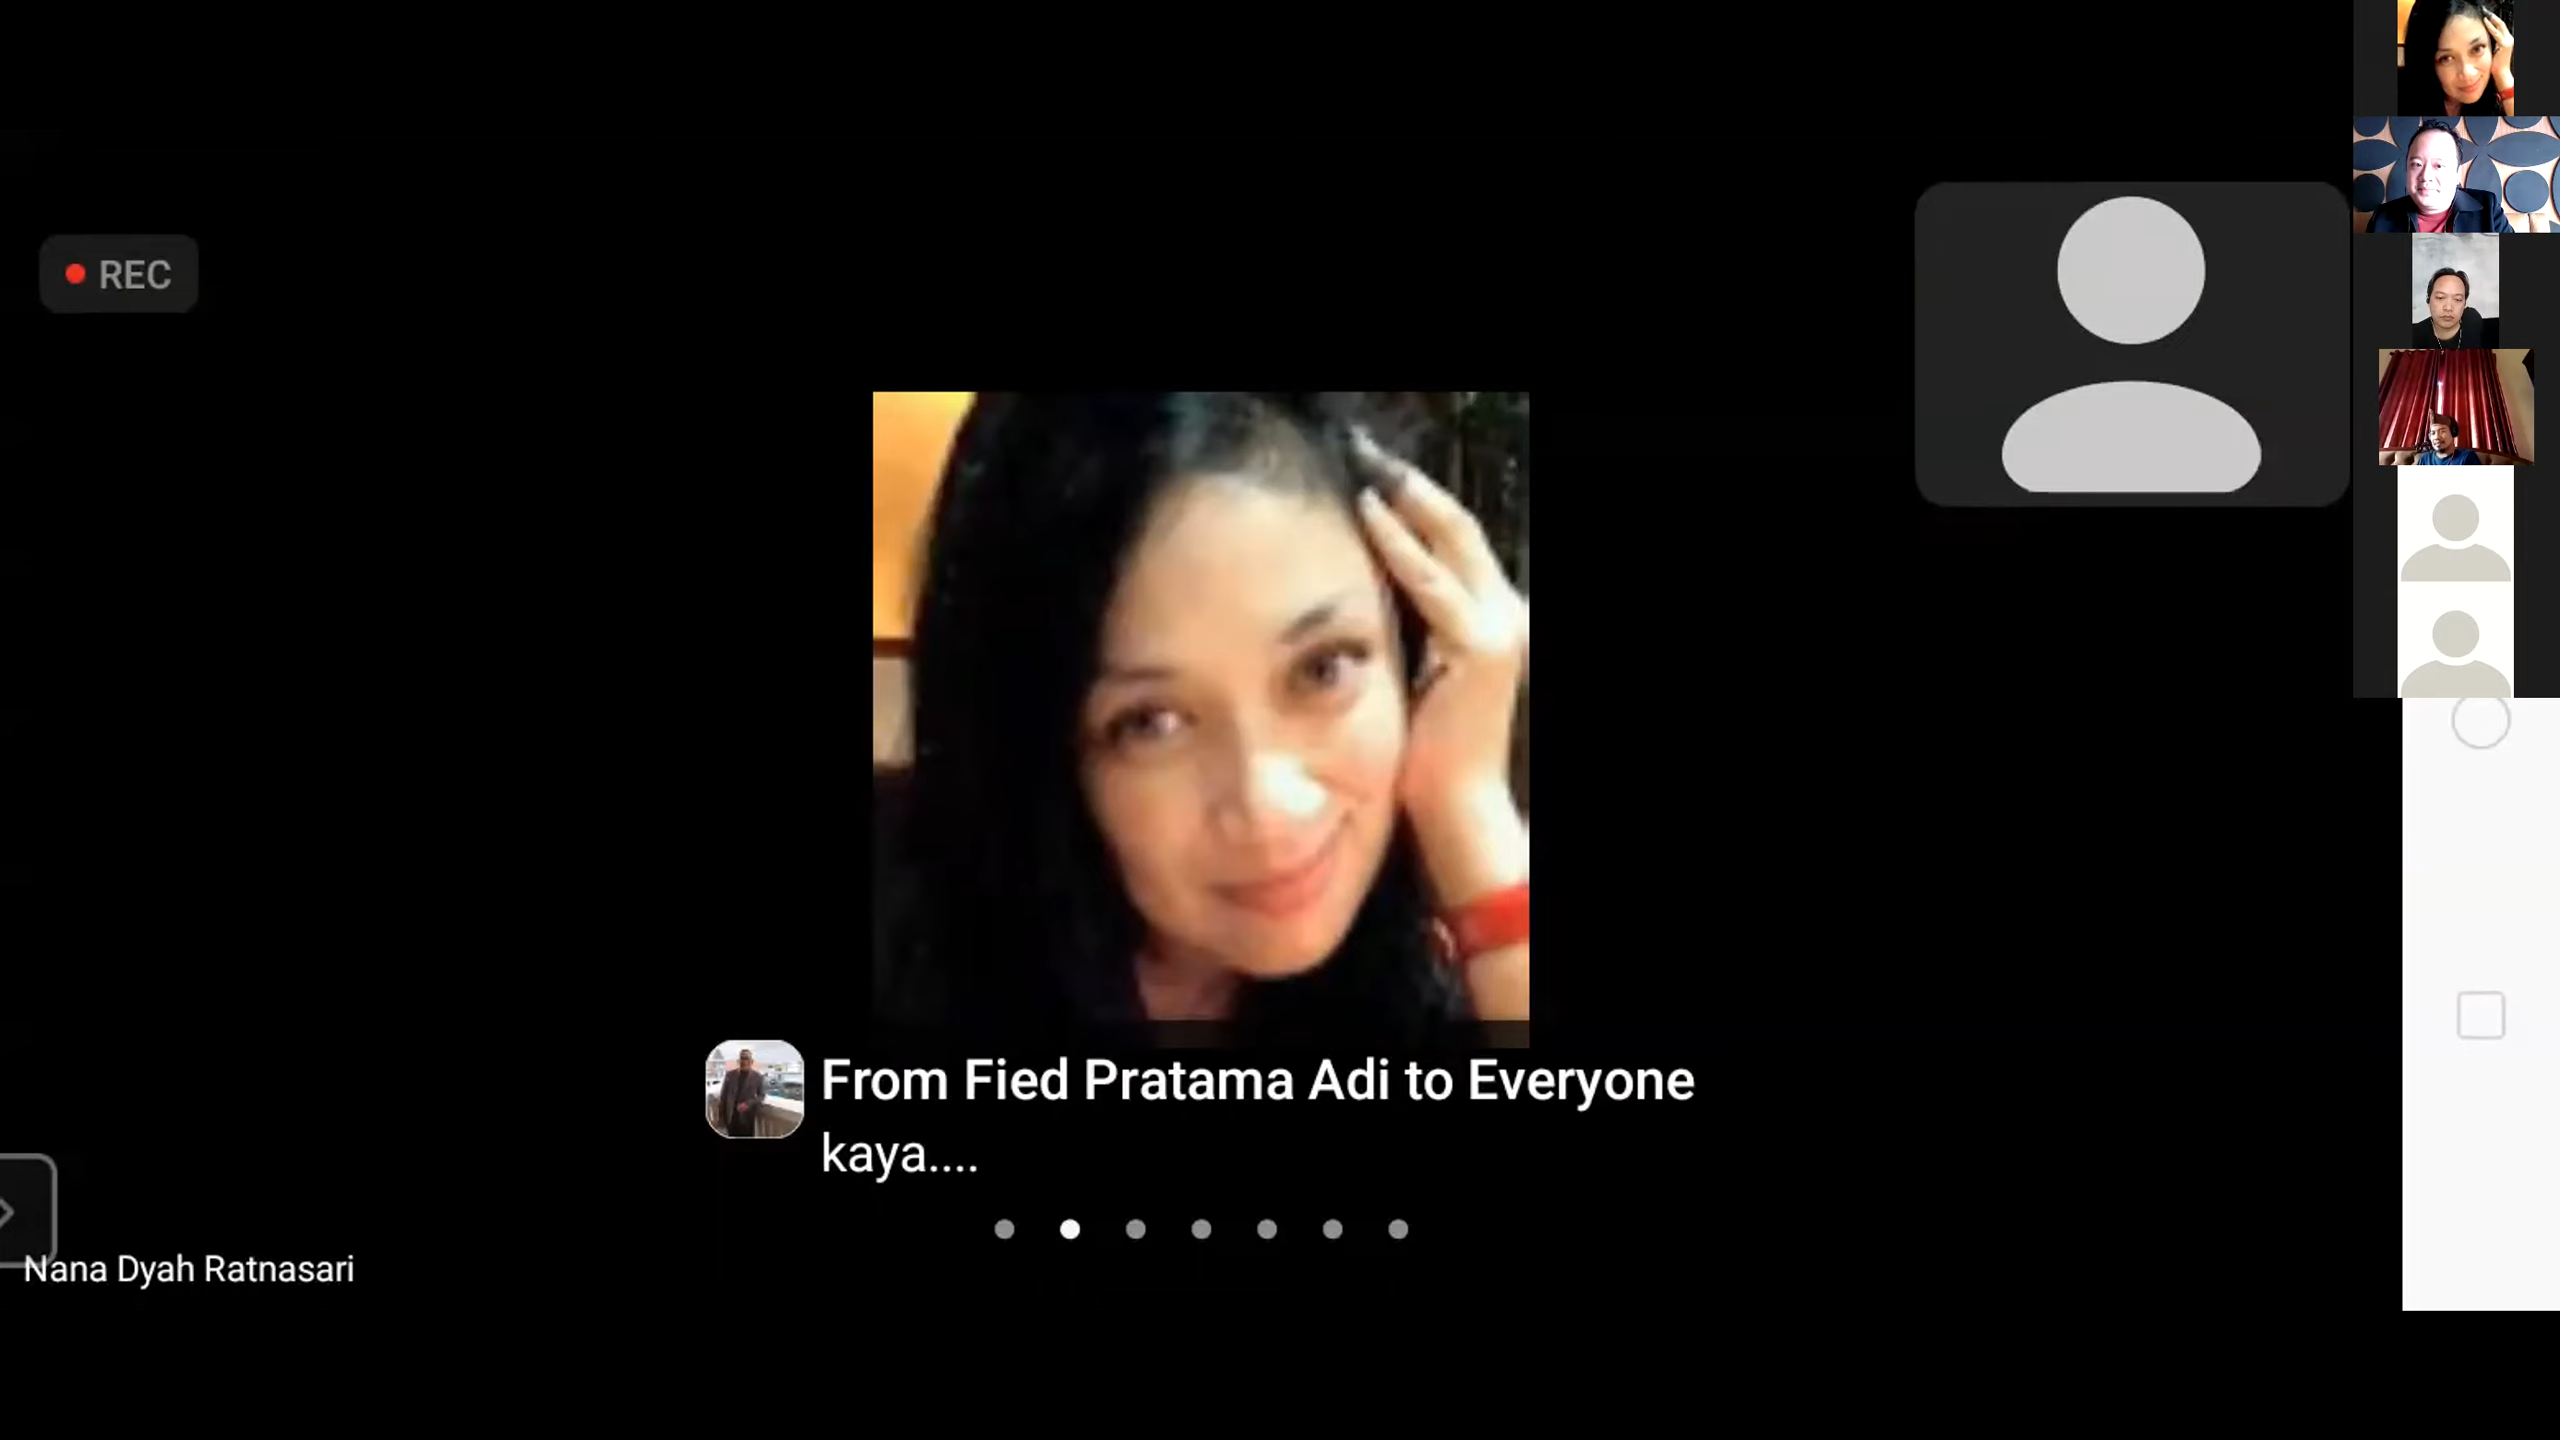 REC
From Fied Pratama Adi to Everyone
kaya....
Nana Dyah Ratnasari